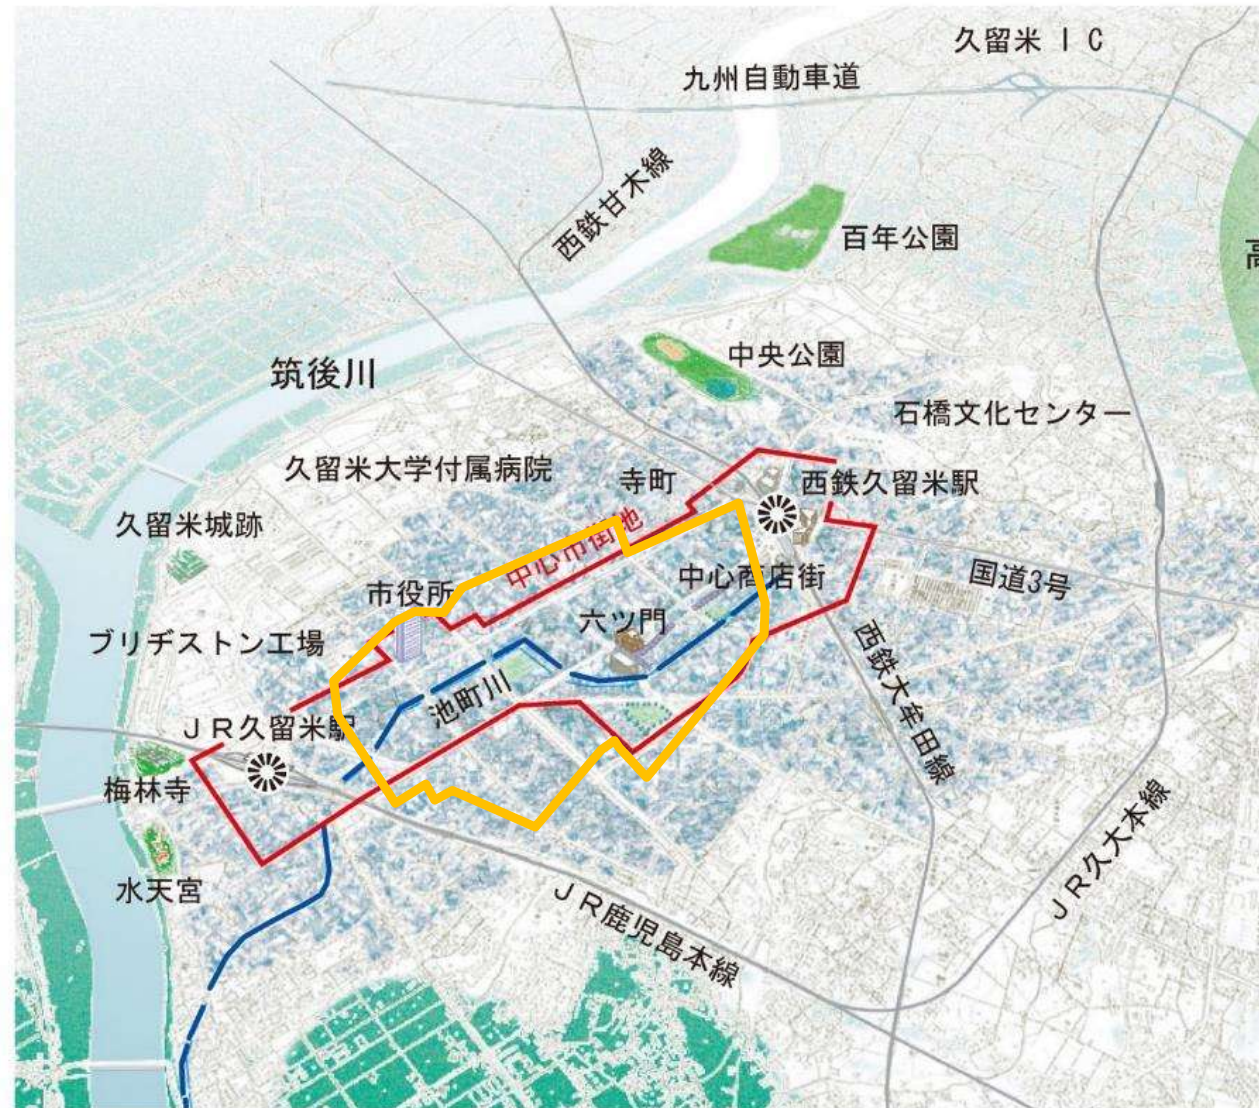 久留米 IC
九州自動車道
西鉄甘木線
百年公園
高
中央公園
筑後川
石橋文化センター
久留米大学付属病院
寺町
西鉄久留米駅
久留米城跡
中心市街地
中心商店街
国道3号
市役所
六ツ門
ブリヂストン工場
池町川
西鉄大牟田線
JR久留米駅
梅林寺
水天宮
JR鹿児島本線
JR久大本線